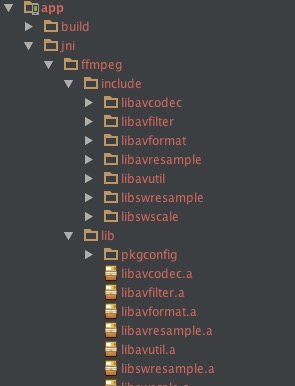 app
build
jni
ffmpeg
include
libavcodec
libavfilter
libavformat
libavresample
libavutil
libswresample
libswscale
lib
pkgconfig
libavcodec.a
libavfilter.a
libavformat.a
libavresample.a
libavutil.a
libswresample.a